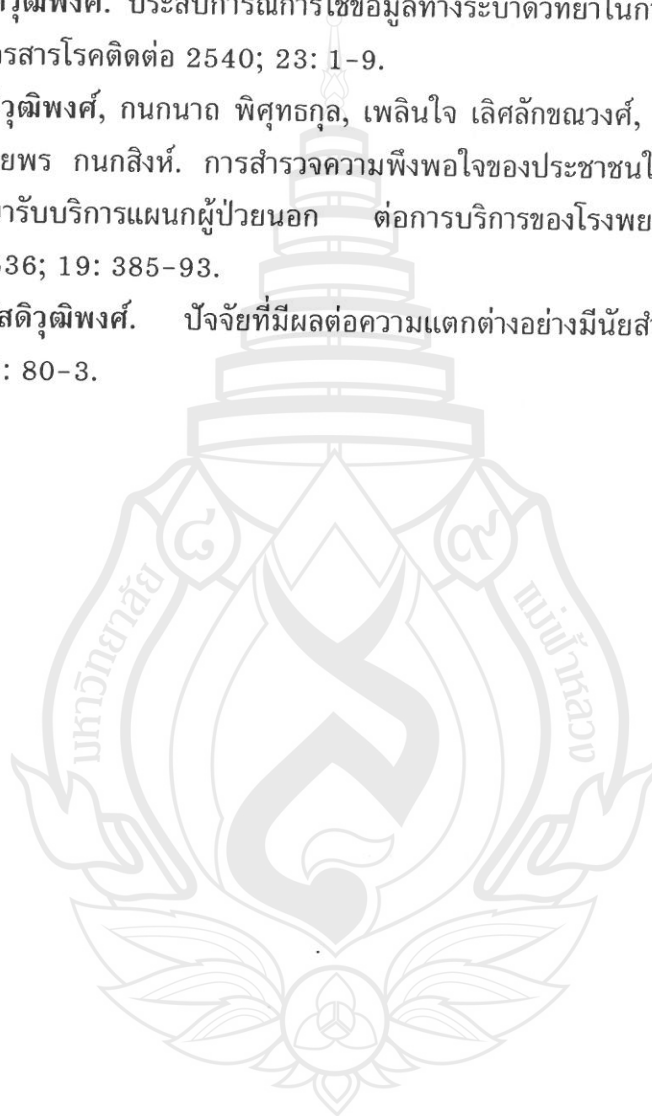 วุฒิพงศ์. ประสบการณ์การใช้ข้อมูลทางระบาดวิทยาในก
รสารโรคติดต่อ 2540; 23: 1-9.
วุฒิพงศ์, กนกนาถ พิศุทธกุล, เพลินใจ เลิศลักขณวงศ์,
ยพร กนกสิงห์. การสำรวจความพึงพอใจของประชาชนใ
ารับบริการแผนกผู้ป่วยนอก ต่อการบริการของโรงพย
36; 19: 385-93.
สดิวุฒิพงศ์. ปัจจัยที่มีผลต่อความแตกต่างอย่างมีนัยสำ
: 80-3.
๘ ๙
มหาวิทยาลัย แม่ฟ้าหลวง